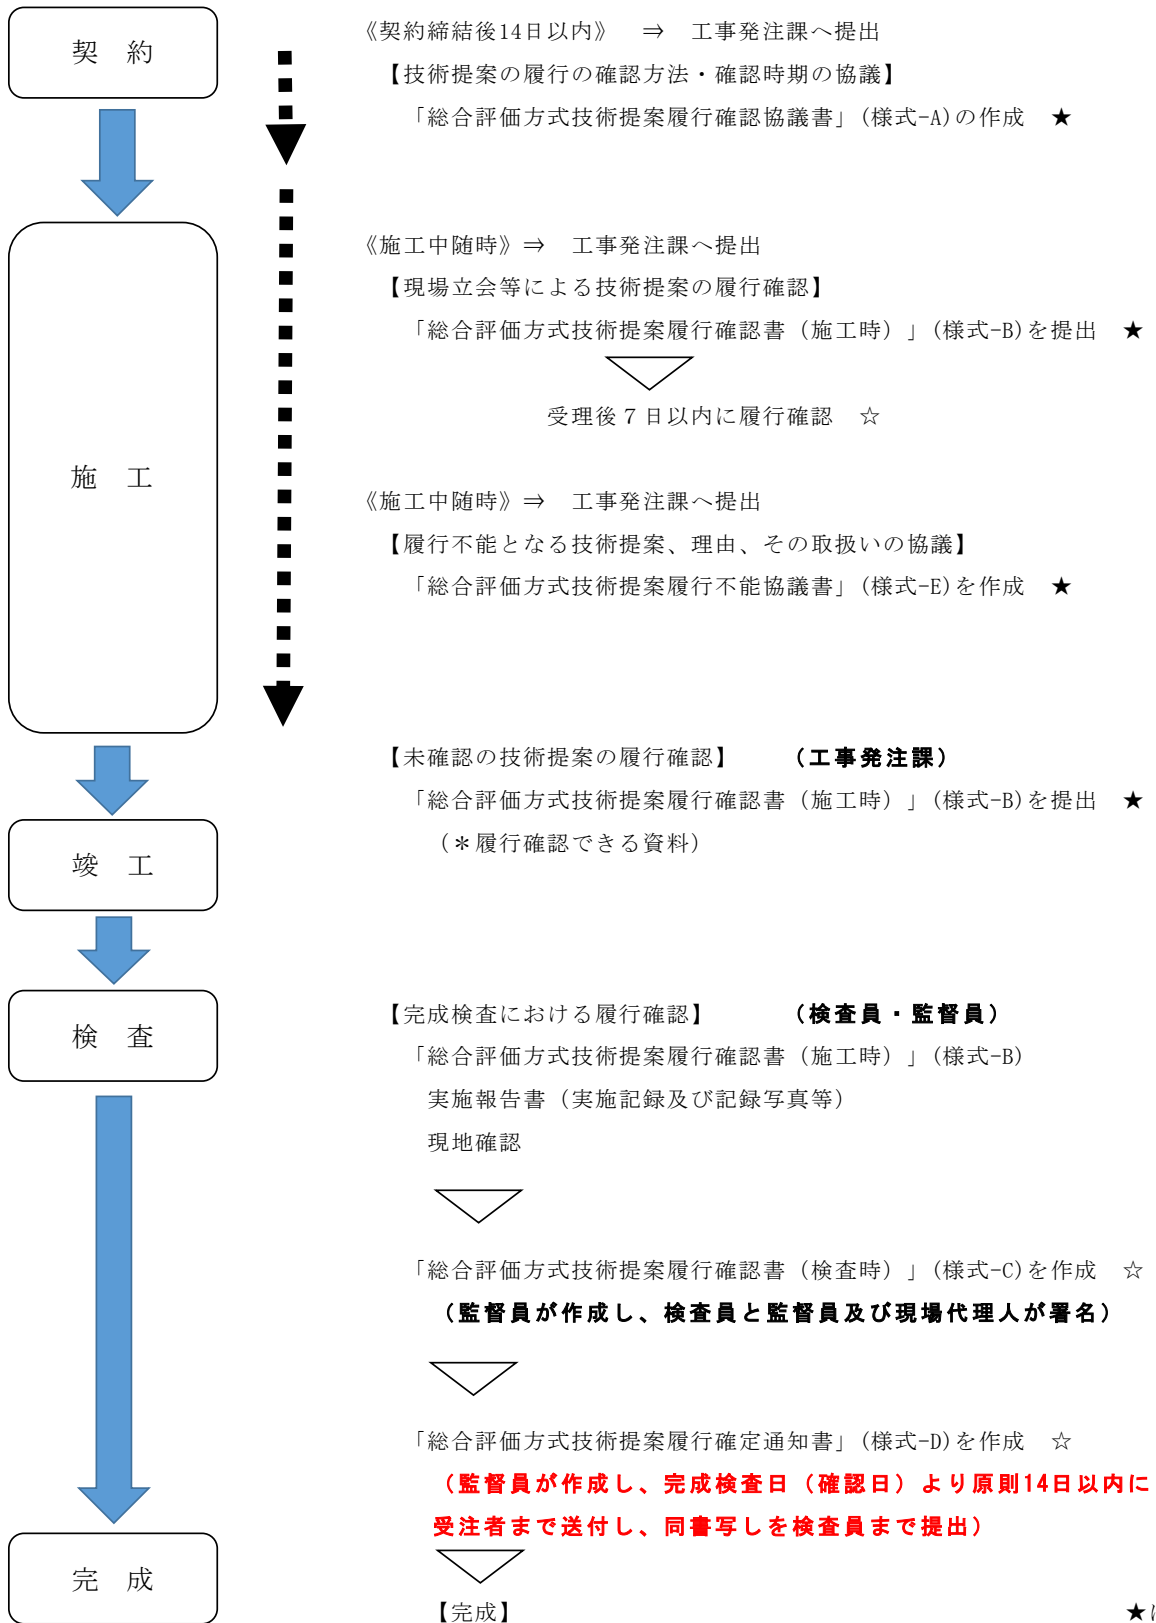 契　約
《契約締結後14日以内》　⇒　工事発注課へ提出
【技術提案の履行の確認方法・確認時期の協議】
「総合評価方式技術提案履行確認協議書」(様式-A)の作成　★
《施工中随時》⇒　工事発注課へ提出
【現場立会等による技術提案の履行確認】
「総合評価方式技術提案履行確認書（施工時）」(様式-B)を提出　★
受理後７日以内に履行確認　☆
施　工
《施工中随時》⇒　工事発注課へ提出
【履行不能となる技術提案、理由、その取扱いの協議】
「総合評価方式技術提案履行不能協議書」(様式-E)を作成　★
【未確認の技術提案の履行確認】　　（工事発注課）
「総合評価方式技術提案履行確認書（施工時）」(様式-B)を提出　★
（＊履行確認できる資料）
竣　工
検　査
【完成検査における履行確認】　　　（検査員・監督員）
「総合評価方式技術提案履行確認書（施工時）」(様式-B)
実施報告書（実施記録及び記録写真等）
現地確認
「総合評価方式技術提案履行確認書（検査時）」(様式-C)を作成　☆
（監督員が作成し、検査員と監督員及び現場代理人が署名）
「総合評価方式技術提案履行確定通知書」(様式-D)を作成　☆
（監督員が作成し、完成検査日（確認日）より原則14日以内に
受注者まで送付し、同書写しを検査員まで提出）
完　成
【完成】
★